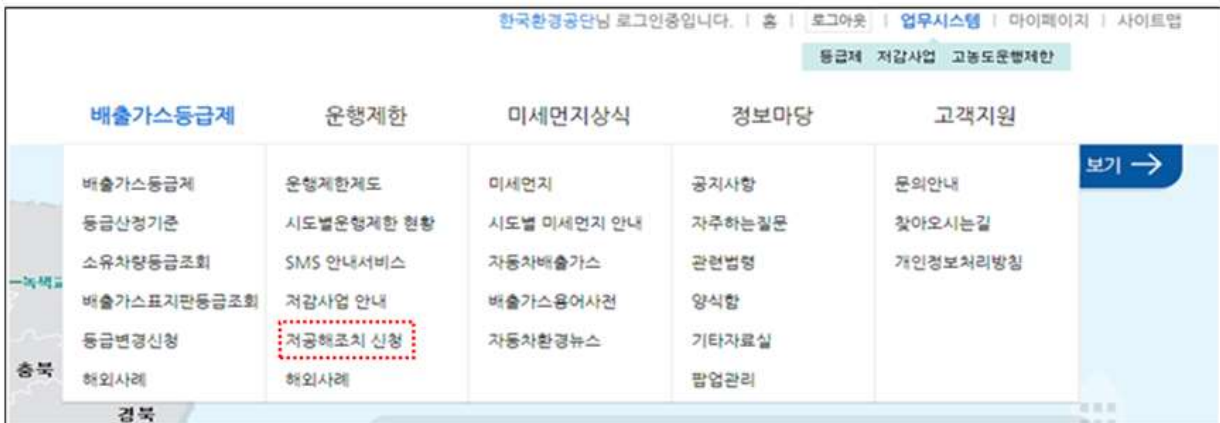 한국환경공단님 로그인중입니다. | 홈 | 로그아웃 | 업무시스템 | 마이페이지 | 사이트맵
등급제 저감사업 고농도운행제한
배출가스등급제 운행제한 미세먼지상식 정보마당 고객지원
보기 →
배출가스등급제 운행제한제도 미세먼지 공지사항 문의안내
등급산정기준 시도별운행제한 현황 시도별 미세먼지 안내 자주하는질문 찾아오시는길
소유차량등급조회 SMS 안내서비스 자동차배출가스 관련법령 개인정보처리방침
배출가스표지판등급조회 저감사업 안내 배출가스용어사전 양식함
등급변경신청 저공해조치 신청 자동차환경뉴스 기타자료실
충북
해외사례 해외사례 팝업관리
경북